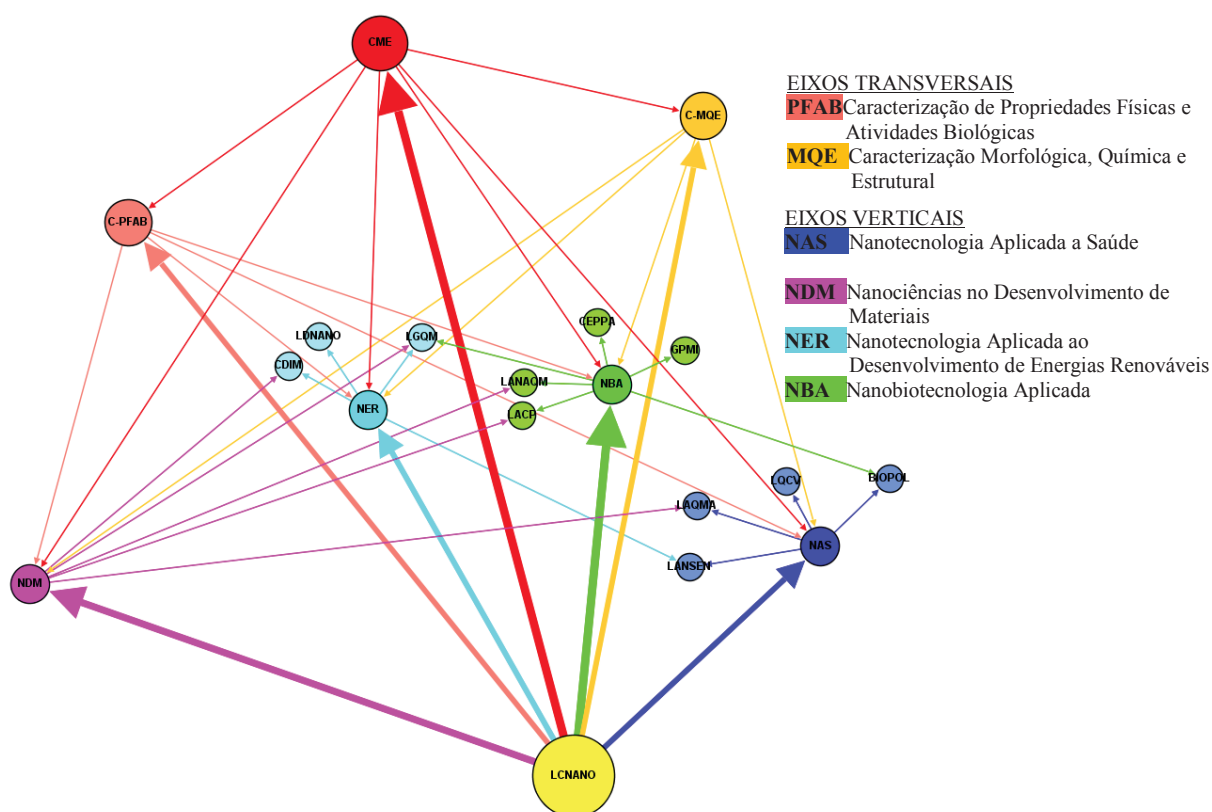 CME
C-MQE
C-PFAB
LDNANO
LGQM
CDIM
NER
CEPPA
GPMI
LANAQM
NBA
LACP
LQCV
BIOPOL
LAQMA
NAS
LANSEN
NDM
LCNANO
EIXOS TRANSVERSAIS
PFAB Caracterização de Propriedades Físicas e
Atividades Biológicas
MQE Caracterização Morfológica, Química e
Estrutural
EIXOS VERTICAIS
NAS Nanotecnologia Aplicada a Saúde
NDM Nanociências no Desenvolvimento de
Materiais
NER Nanotecnologia Aplicada ao
Desenvolvimento de Energias Renováveis
NBA Nanobiotecnologia Aplicada